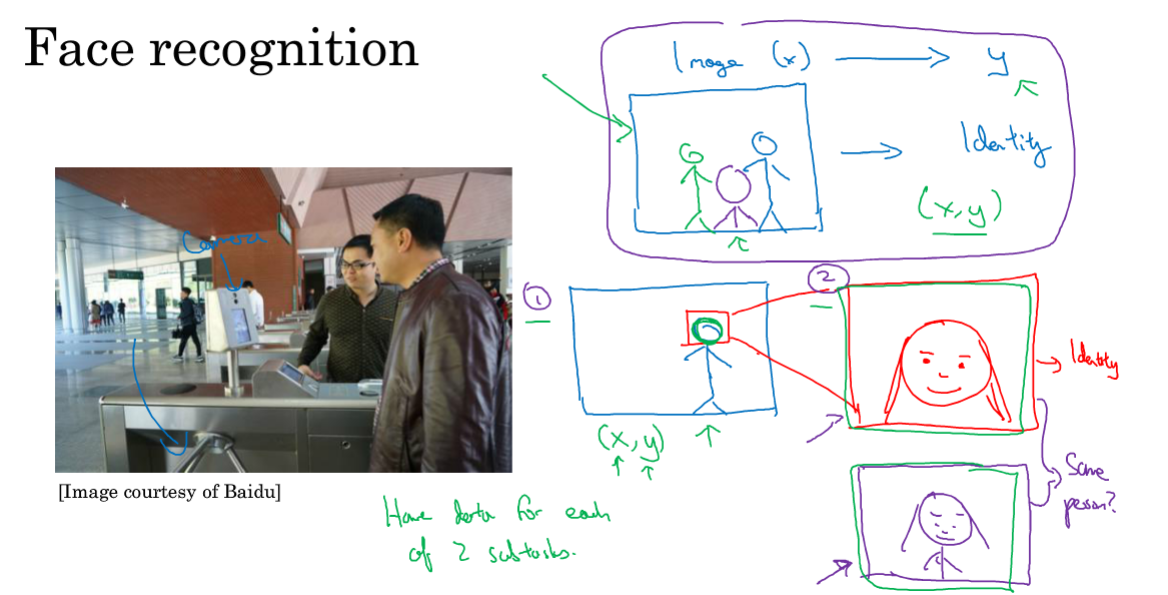 Face recognition
Image (x) → y
→ Identity
(x,y)
Camera
1
2
→ Identity
(x, y)
Same
person?
[Image courtesy of Baidu]
Have data for each
of 2 subtasks.